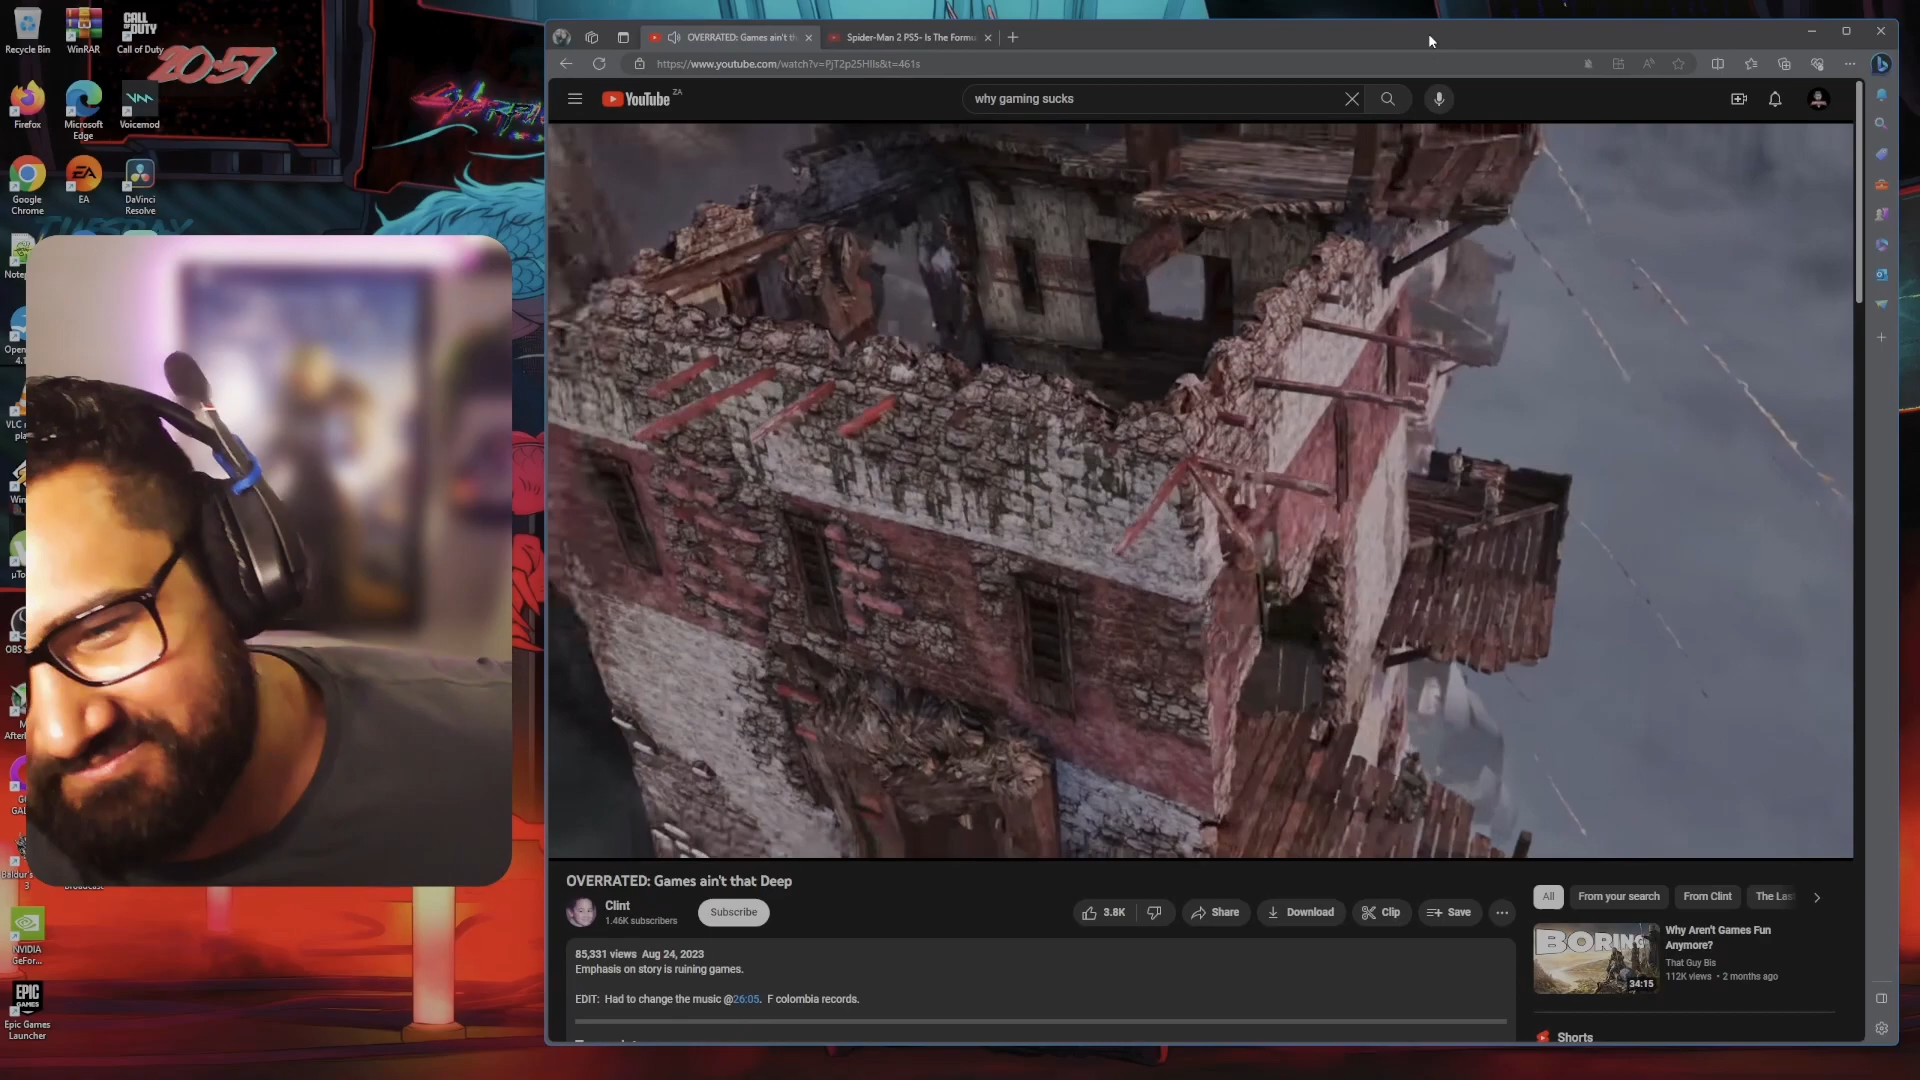 Recycle Bin
WinRAR
Call of Duty
CALL OF DUTY
20:57
Firefox
Microsoft Edge
Voicemod
Google Chrome
EA
DaVinci Resolve
TUESDAY
NVIDIA GeFor...
EPIC GAMES
Epic Games Launcher
OVERRATED: Games ain't th
Spider-Man 2 PS5- Is The Formu
https://www.youtube.com/watch?v=PjT2p25HIIs&t=461s
YouTube ZA
why gaming sucks
OVERRATED: Games ain't that Deep
Clint
1.46K subscribers
Subscribe
3.8K
Share
Download
Clip
Save
All
From your search
From Clint
The Las
85,331 views Aug 24, 2023
Emphasis on story is ruining games.
EDIT: Had to change the music @26:05. F colombia records.
BORING
34:15
Why Aren't Games Fun Anymore?
That Guy Bis
112K views • 2 months ago
Shorts